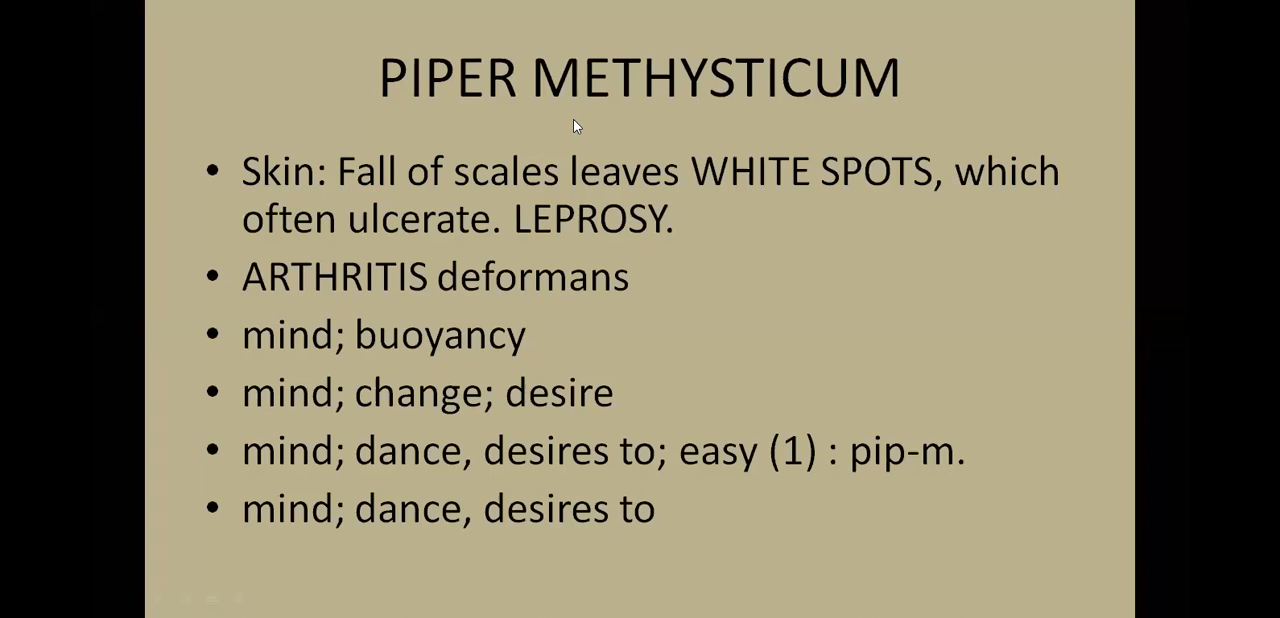 PIPER METHYSTICUM
• Skin: Fall of scales leaves WHITE SPOTS, which
often ulcerate. LEPROSY.
• ARTHRITIS deformans
• mind; buoyancy
• mind; change; desire
• mind; dance, desires to; easy (1) : pip-m.
• mind; dance, desires to